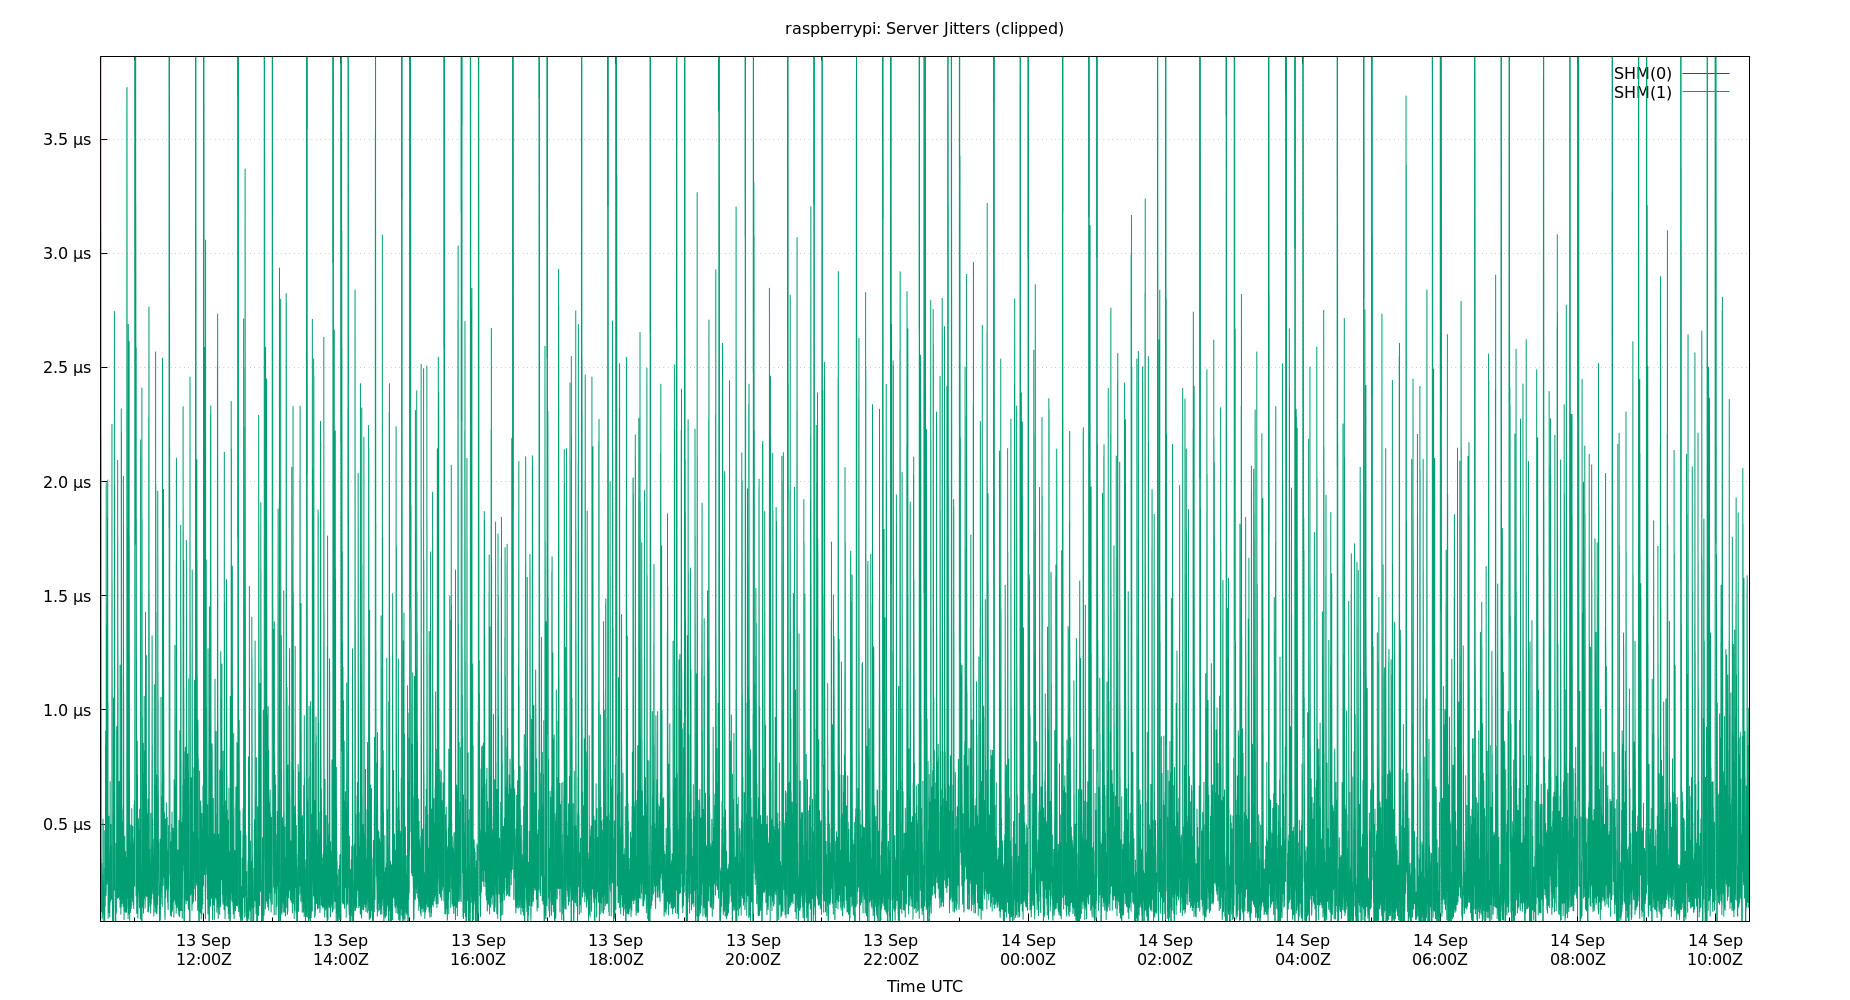 raspberrypi: Server Jitters (clipped)
SHM(0)
SHM(1)
3.5 µs
3.0 µs
2.5 µs
2.0 µs
1.5 µs
1.0 µs
0.5 µs
13 Sep 13 Sep 13 Sep 13 Sep 13 Sep 13 Sep 14 Sep 14 Sep 14 Sep 14 Sep 14 Sep 14 Sep
12:00Z 14:00Z 16:00Z 18:00Z 20:00Z 22:00Z 00:00Z 02:00Z 04:00Z 06:00Z 08:00Z 10:00Z
Time UTC